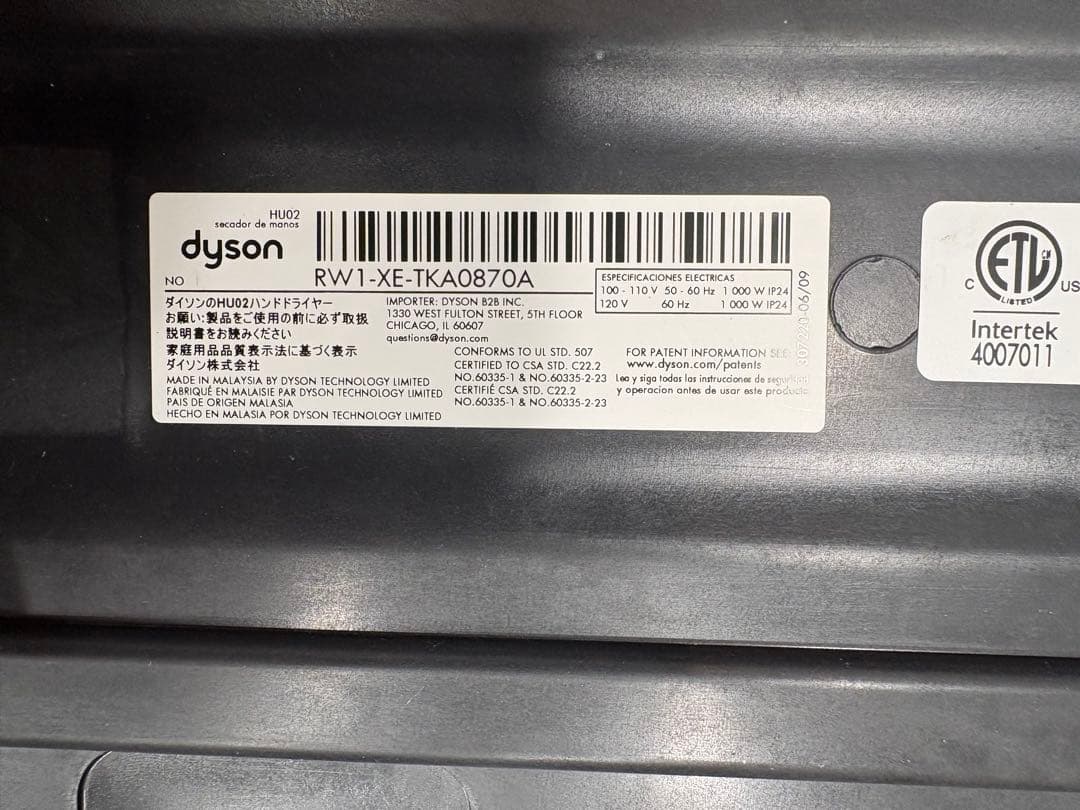 HU02
secador de manos
dyson
NO
RW1-XE-TKA0870A
ESPECIFICACIONES ELECTRICAS
100 - 110 V 50 - 60 Hz 1 000 W IP24
120 V 60 Hz 1 000 W IP24
ダイソンのHU02ハンドドライヤー
お願い:製品をご使用の前に必ず取扱
説明書をお読みください
家庭用品品質表示法に基づく表示
ダイソン株式会社
IMPORTER: DYSON B2B INC.
1330 WEST FULTON STREET, 5TH FLOOR
CHICAGO, IL 60607
questions@dyson.com
CONFORMS TO UL STD. 507
CERTIFIED TO CSA STD. C22.2
NO.60335-1 & NO.60335-2-23
CERTIFIÉ CSA STD. C22.2
NO.60335-1 & NO.60335-2-23
FOR PATENT INFORMATION SEE
www.dyson.com/patents
Lea y siga todas las instrucciones de seguridad
y operacion antes de usar este producto
MADE IN MALAYSIA BY DYSON TECHNOLOGY LIMITED
FABRIQUÉ EN MALAISIE PAR DYSON TECHNOLOGY LIMITED
PAIS DE ORIGEN MALASIA
HECHO EN MALASIA POR DYSON TECHNOLOGY LIMITED
ETL
CM
LISTED
C US
Intertek
4007011